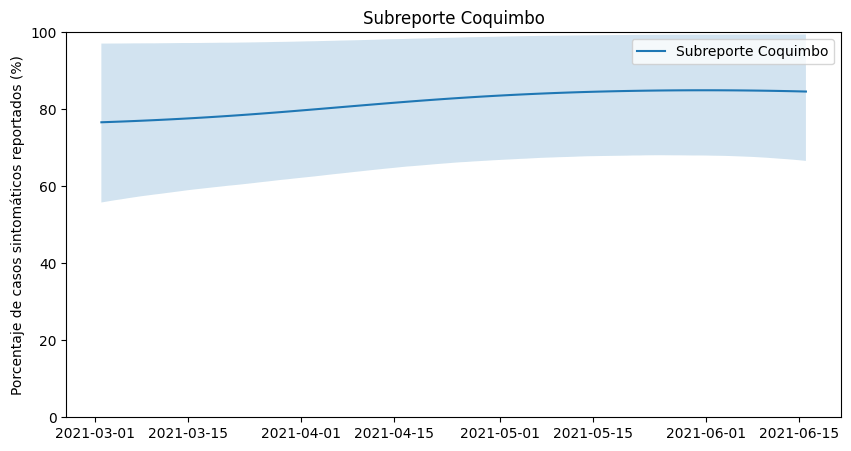 Subreporte Coquimbo
Subreporte Coquimbo
Porcentaje de casos sintomáticos reportados (%)
100
80
60
40
20
0
2021-03-01 2021-03-15 2021-04-01 2021-04-15 2021-05-01 2021-05-15 2021-06-01 2021-06-15